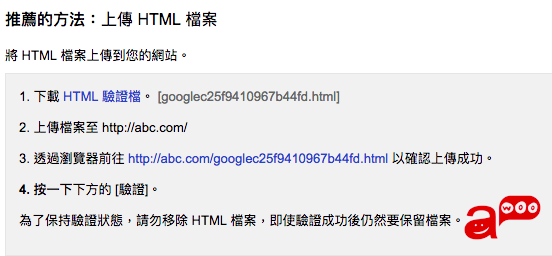 推薦的方法：上傳 HTML 檔案
將 HTML 檔案上傳到您的網站。
1. 下載 HTML 驗證檔。 [googlec25f9410967b44fd.html]
2. 上傳檔案至 http://abc.com/
3. 透過瀏覽器前往 http://abc.com/googlec25f9410967b44fd.html 以確認上傳成功。
4. 按一下下方的 [驗證]。
為了保持驗證狀態，請勿移除 HTML 檔案，即使驗證成功後仍然要保留檔案。
awoo